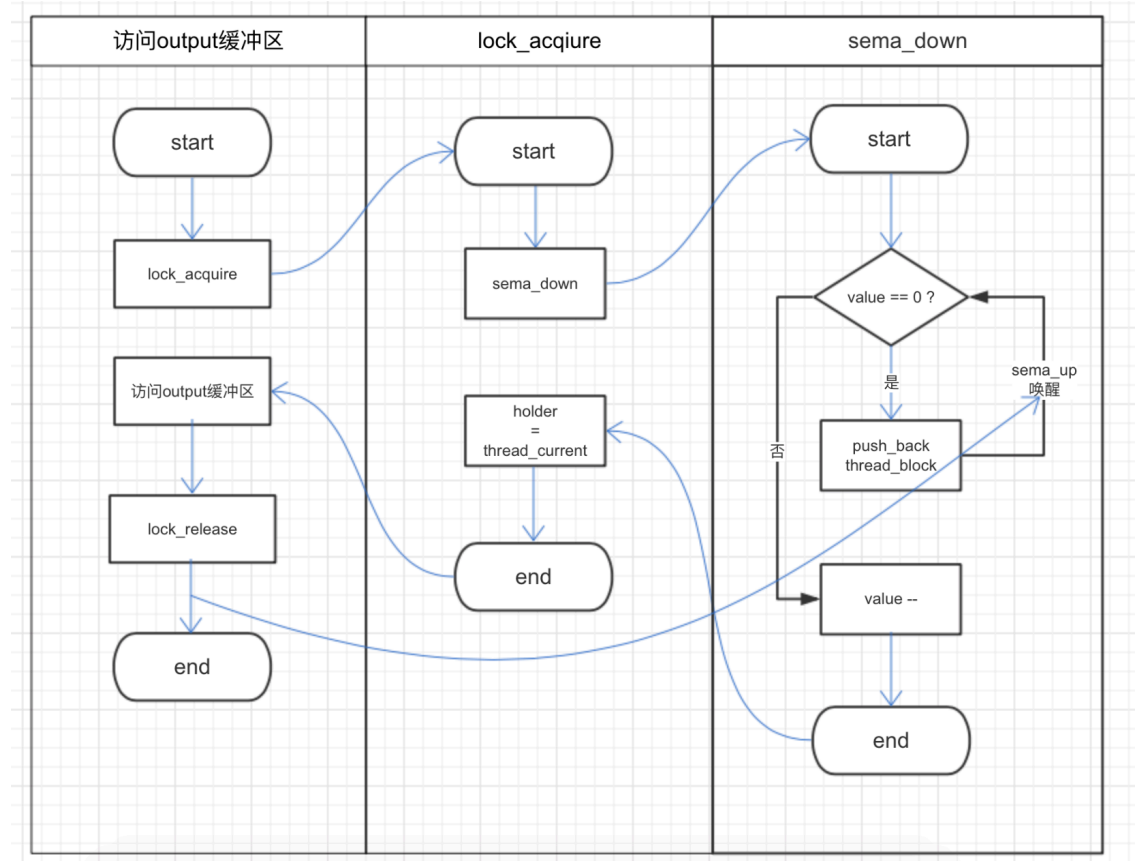 访问output缓冲区
lock_acqiure
sema_down
start
lock_acquire
访问output缓冲区
lock_release
end
start
sema_down
holder
=
thread_current
end
start
value == 0 ?
是
否
sema_up
唤醒
push_back
thread_block
value --
end